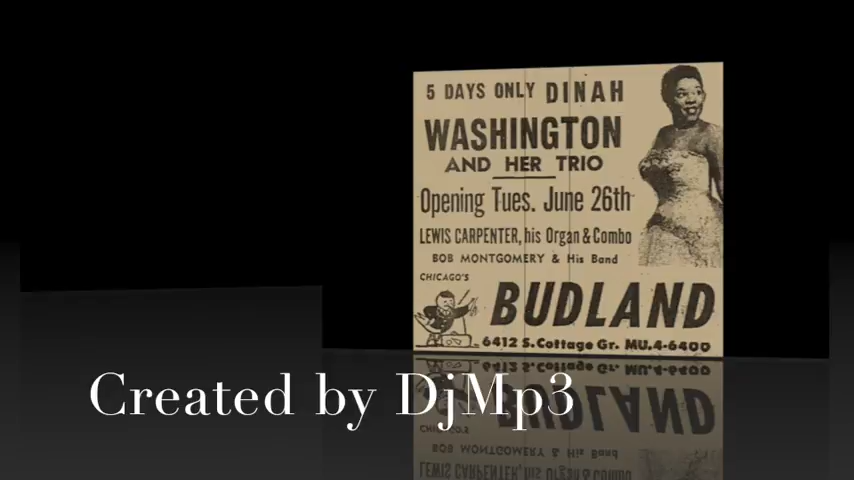 5 DAYS ONLY DINAH
WASHINGTON
AND HER TRIO
Opening Tues. June 26th
LEWIS CARPENTER, his Organ & Combo
BOB MONTGOMERY & His Band
CHICAGO'S
BUDLAND
6412 S. Cottage Gr. MU. 4-6400
Created by DjMp3